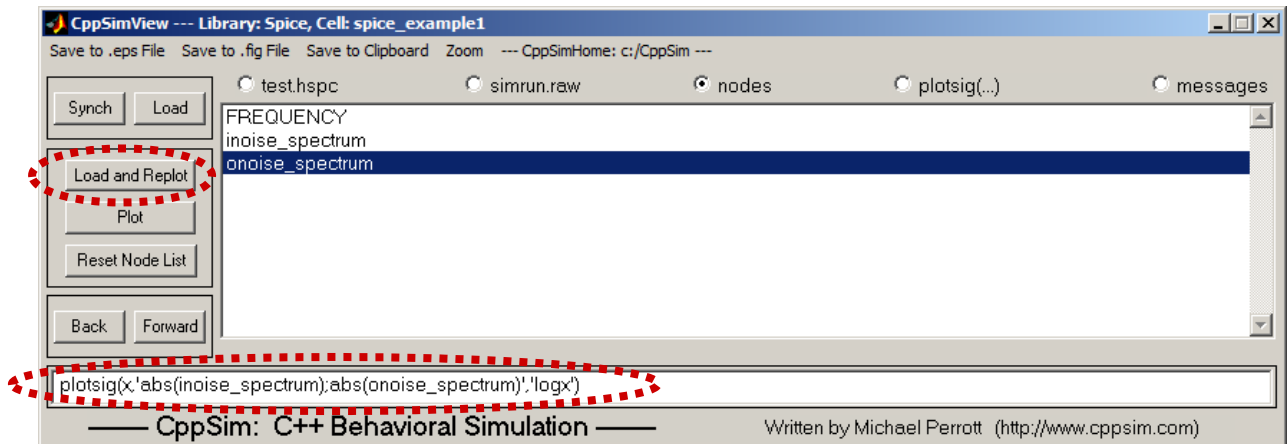 CppSimView --- Library: Spice, Cell: spice_example1
Save to .eps File Save to .fig File Save to Clipboard Zoom --- CppSimHome: c:/CppSim ---
test.hspc simrun.raw nodes plotsig(...) messages
Synch Load
FREQUENCY
inoise_spectrum
onoise_spectrum
Load and Replot
Plot
Reset Node List
Back Forward
plotsig(x,'abs(inoise_spectrum);abs(onoise_spectrum)','logx')
CppSim: C++ Behavioral Simulation
Written by Michael Perrott (http://www.cppsim.com)